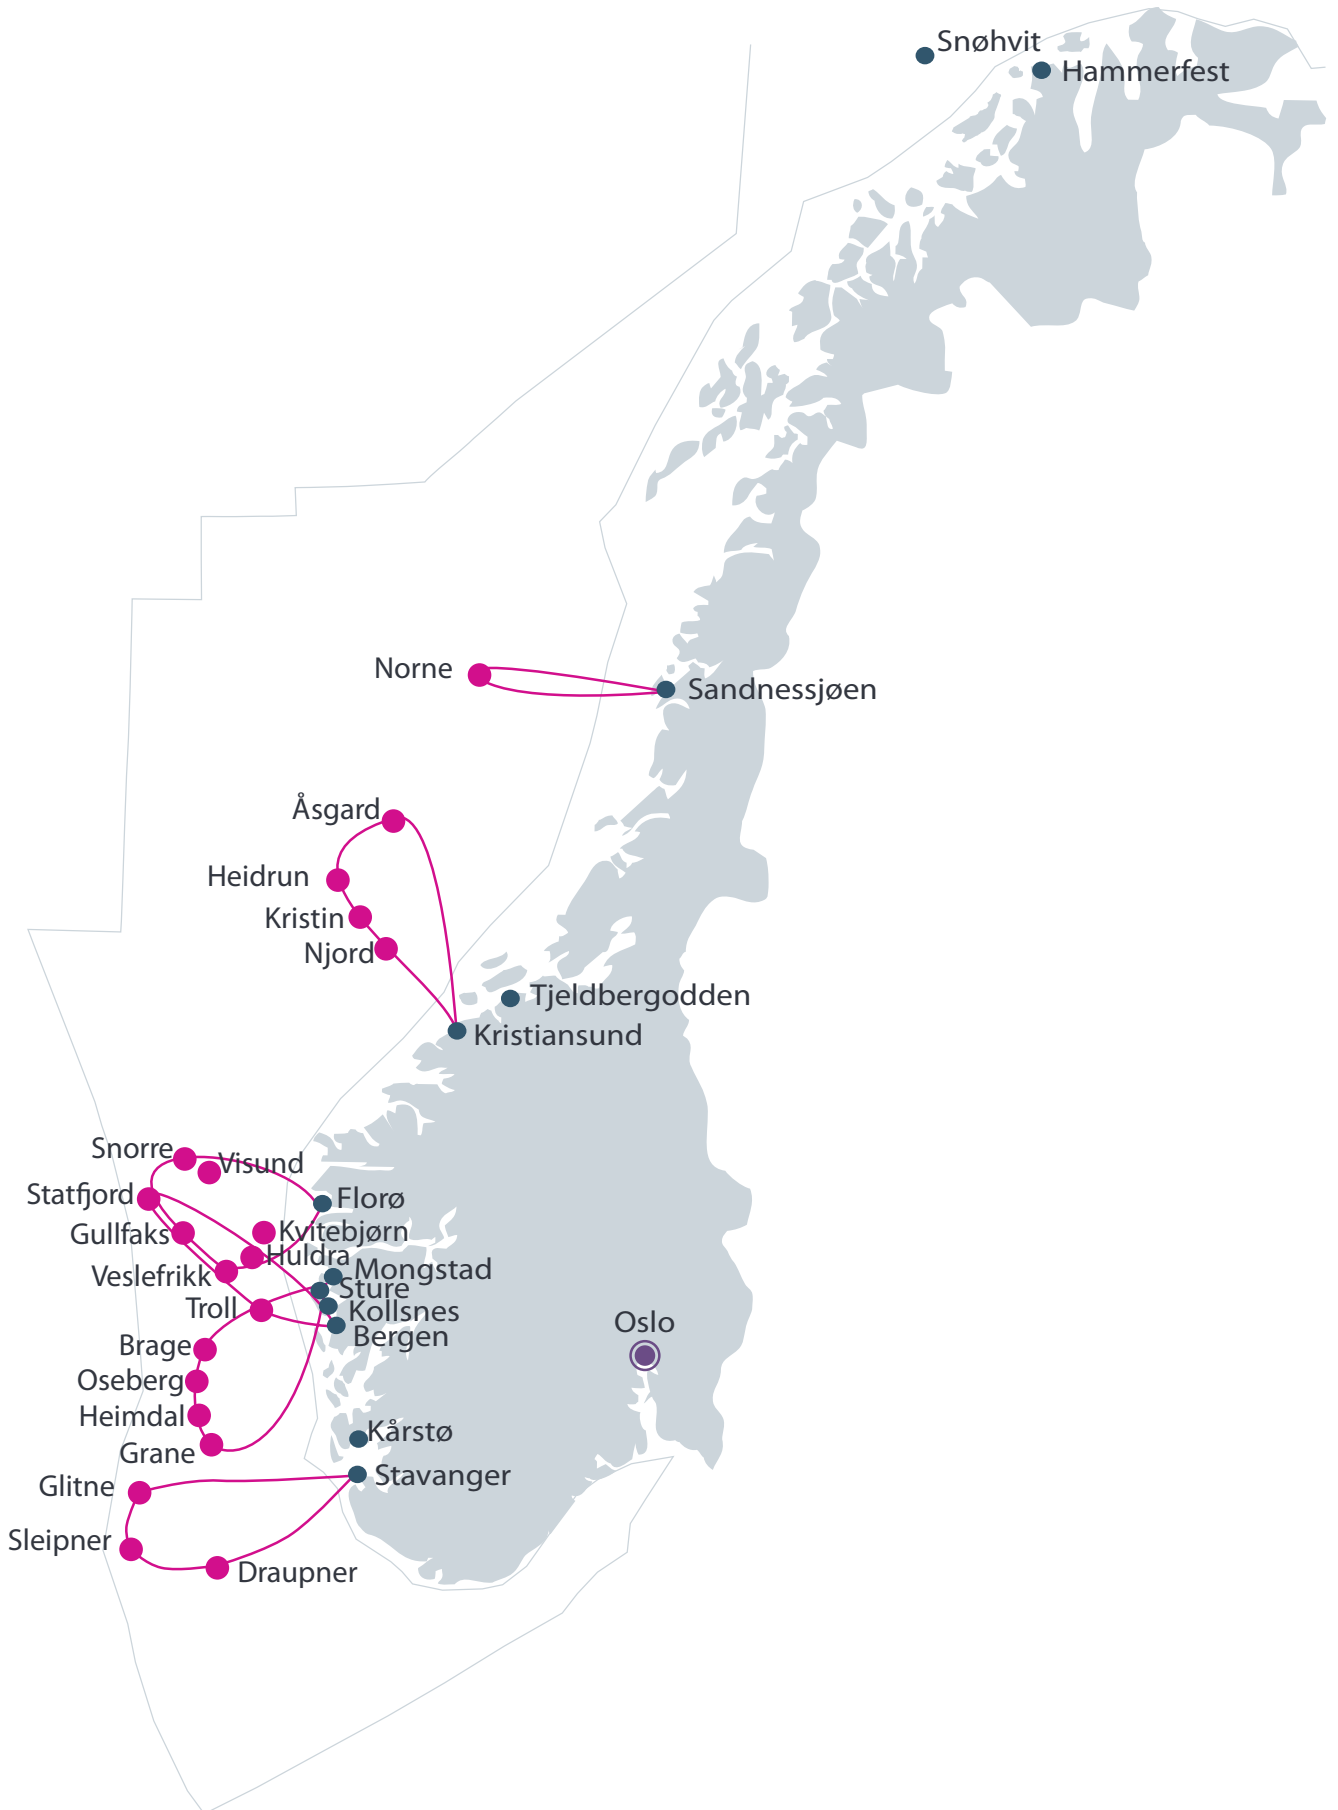 Snøhvit
Hammerfest
Norne
Sandnessjøen
Åsgard
Heidrun
Kristin
Njord
Tjeldbergodden
Kristiansund
Snorre
Visund
Statfjord
Florø
Gullfaks
Kvitebjørn
Huldra
Veslefrikk
Mongstad
Sture
Troll
Kollsnes
Bergen
Oslo
Brage
Oseberg
Heimdal
Kårstø
Grane
Stavanger
Glitne
Sleipner
Draupner